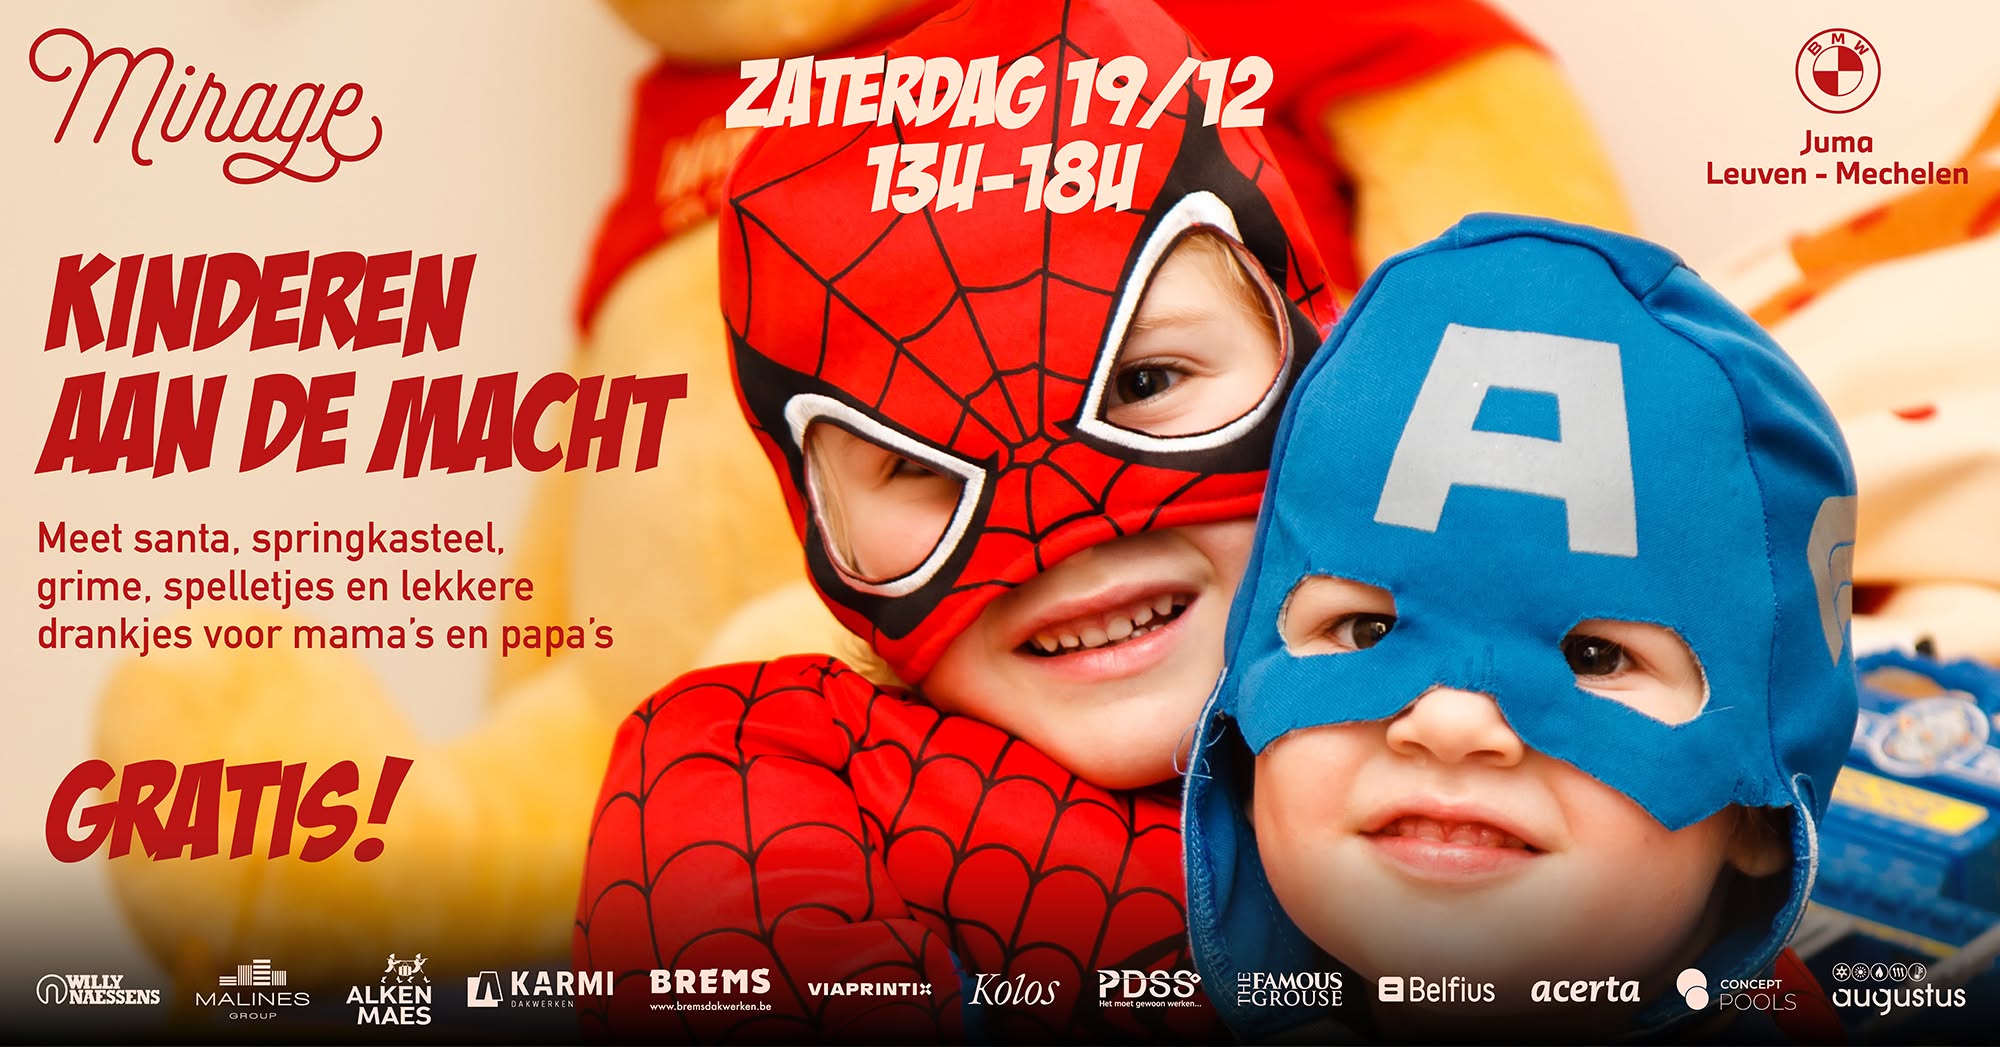 Mirage
ZATERDAG 19/12
13U-18U
BMW
Juma
Leuven - Mechelen
KINDEREN
AAN DE MACHT
Meet santa, springkasteel,
grime, spelletjes en lekkere
drankjes voor mama's en papa's
GRATIS!
A
WILLY
NAESSENS
MALINES
GROUP
ALKEN
MAES
KARMI
DAKWERKEN
BREMS
www.bremsdakwerken.be
VIAPRINTIX
Kolos
PDSS
Het moet gewoon werken...
THE FAMOUS
GROUSE
Belfius
acerta
CONCEPT
POOLS
augustus